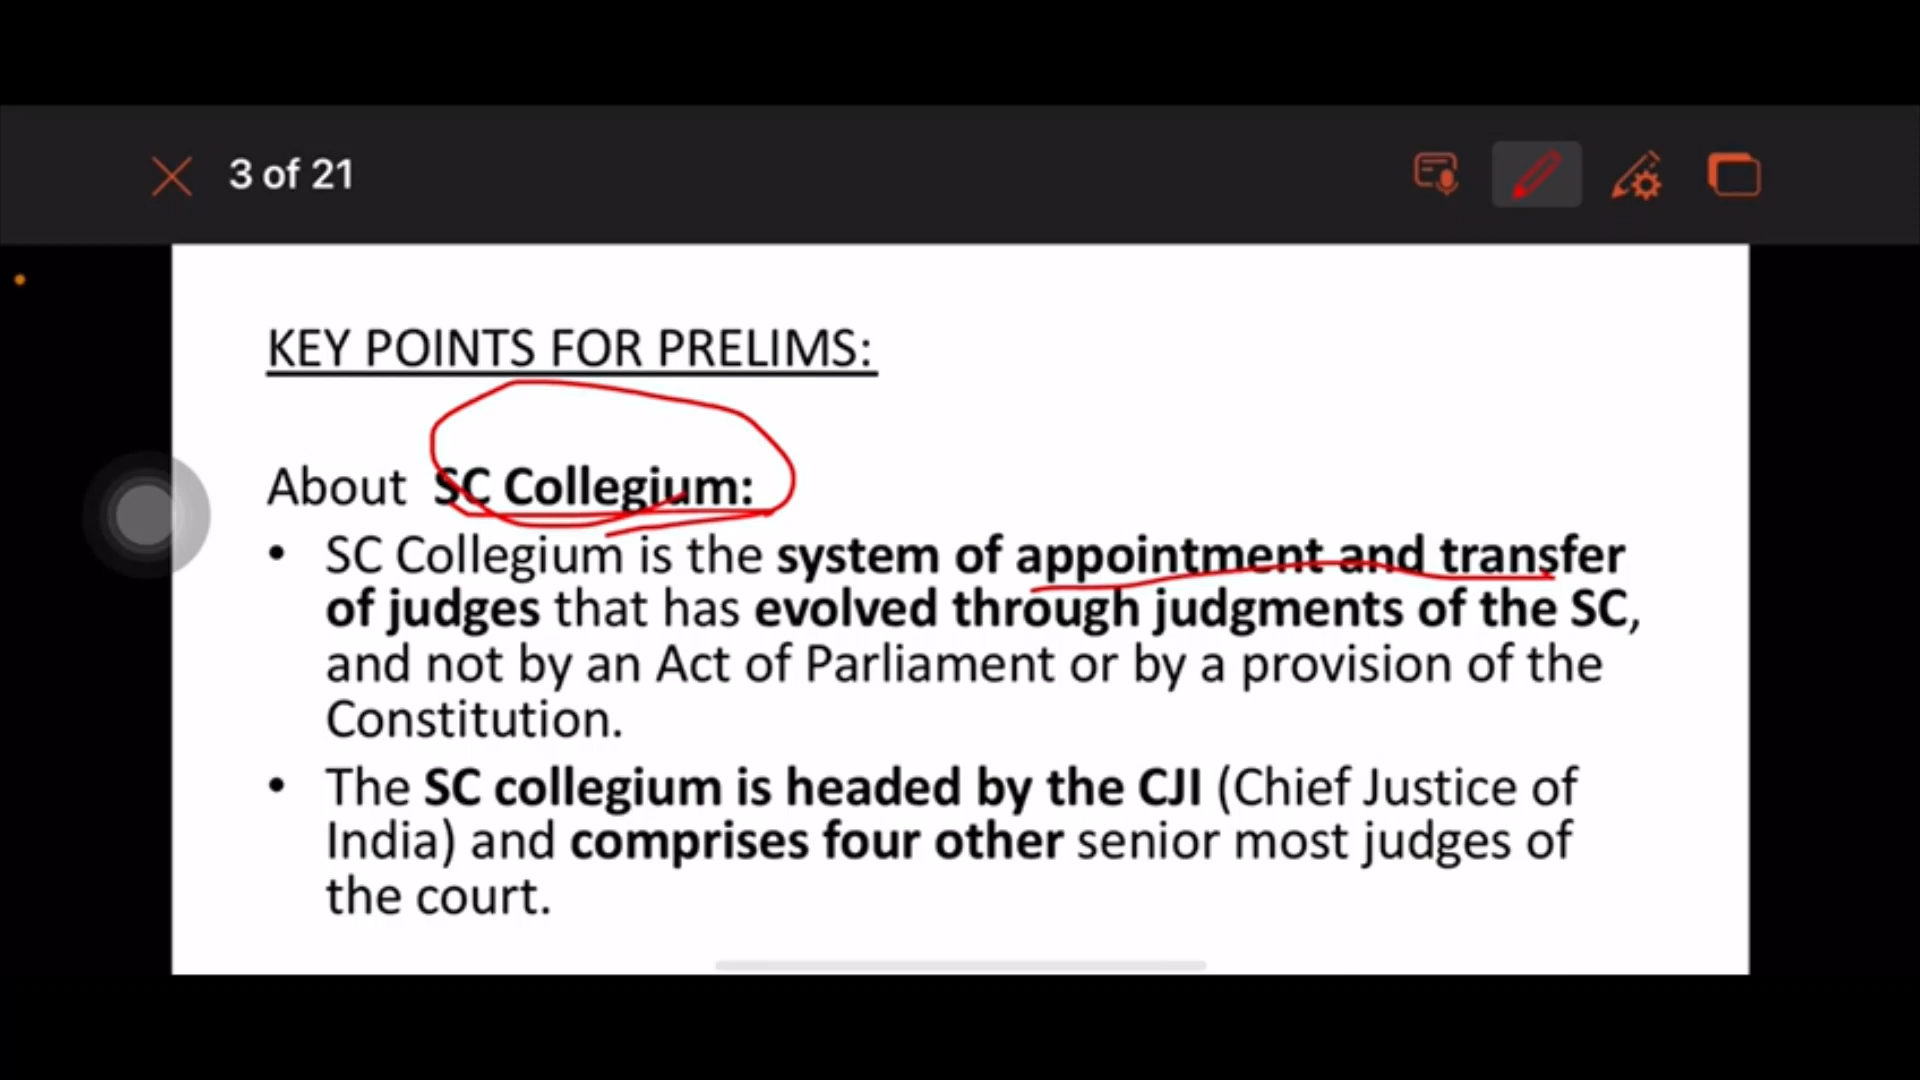 3 of 21
KEY POINTS FOR PRELIMS:
About SC Collegium:
• SC Collegium is the system of appointment and transfer
of judges that has evolved through judgments of the SC,
and not by an Act of Parliament or by a provision of the
Constitution.
• The SC collegium is headed by the CJI (Chief Justice of
India) and comprises four other senior most judges of
the court.